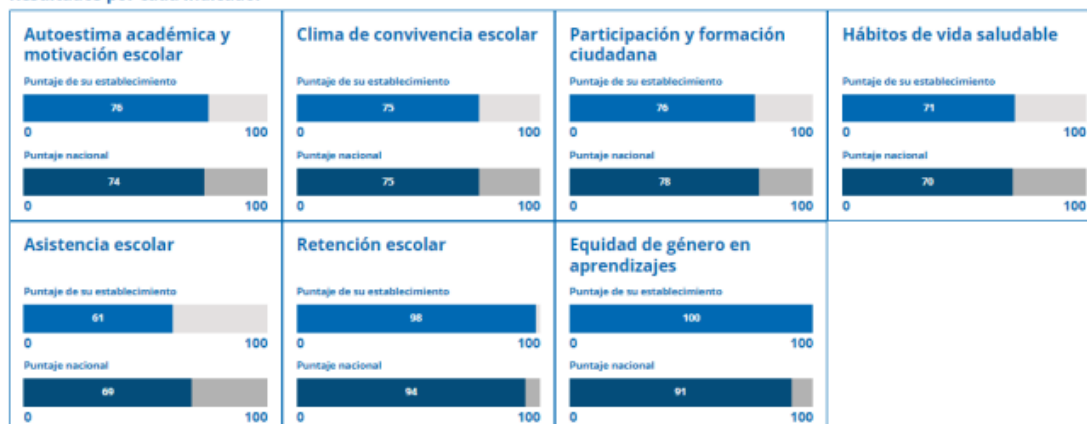 Autoestima académica y
motivación escolar
Puntaje de su establecimiento
76
0 100
Puntaje nacional
74
0 100
Clima de convivencia escolar
Puntaje de su establecimiento
75
0 100
Puntaje nacional
75
0 100
Participación y formación
ciudadana
Puntaje de su establecimiento
76
0 100
Puntaje nacional
78
0 100
Hábitos de vida saludable
Puntaje de su establecimiento
71
0 100
Puntaje nacional
70
0 100
Asistencia escolar
Puntaje de su establecimiento
61
0 100
Puntaje nacional
69
0 100
Retención escolar
Puntaje de su establecimiento
98
0 100
Puntaje nacional
94
0 100
Equidad de género en
aprendizajes
Puntaje de su establecimiento
100
0 100
Puntaje nacional
91
0 100